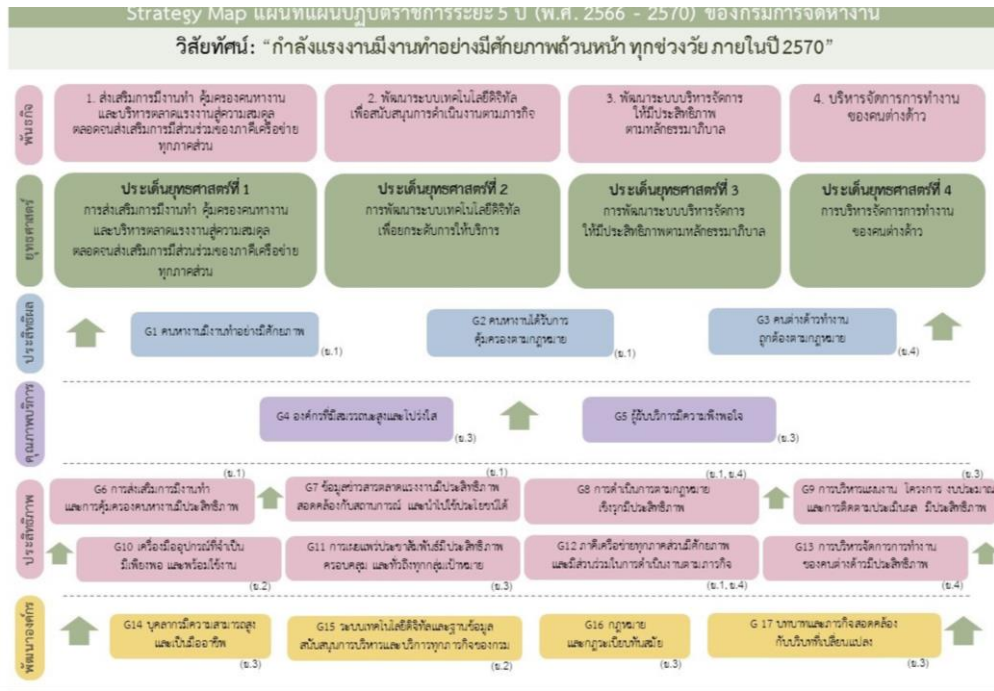 Strategy Map แผนที่แผนปฏิบัติราชการระยะ 5 ปี (พ.ศ. 2566 - 2570) ของกรมการจัดหางาน
วิสัยทัศน์: “กำลังแรงงานมีงานทำอย่างมีศักยภาพถ้วนหน้า ทุกช่วงวัย ภายในปี 2570”
พันธกิจ
1. ส่งเสริมการมีงานทำ คุ้มครองคนหางาน
และบริหารตลาดแรงงานสู่ความสมดุล
ตลอดจนส่งเสริมการมีส่วนร่วมของภาคีเครือข่าย
ทุกภาคส่วน
2. พัฒนาระบบเทคโนโลยีดิจิทัล
เพื่อสนับสนุนการดำเนินงานตามภารกิจ
3. พัฒนาระบบบริหารจัดการ
ให้มีประสิทธิภาพ
ตามหลักธรรมาภิบาล
4. บริหารจัดการการทำงาน
ของคนต่างด้าว
ยุทธศาสตร์
ประเด็นยุทธศาสตร์ที่ 1
การส่งเสริมการมีงานทำ คุ้มครองคนหางาน
และบริหารตลาดแรงงานสู่ความสมดุล
ตลอดจนส่งเสริมการมีส่วนร่วมของภาคีเครือข่าย
ทุกภาคส่วน
ประเด็นยุทธศาสตร์ที่ 2
การพัฒนาระบบเทคโนโลยีดิจิทัล
เพื่อยกระดับการให้บริการ
ประเด็นยุทธศาสตร์ที่ 3
การพัฒนาระบบบริหารจัดการ
ให้มีประสิทธิภาพตามหลักธรรมาภิบาล
ประเด็นยุทธศาสตร์ที่ 4
การบริหารจัดการการทำงาน
ของคนต่างด้าว
ประสิทธิผล
G1 คนหางานมีงานทำอย่างมีศักยภาพ
(ย.1)
G2 คนหางานได้รับการ
คุ้มครองตามกฎหมาย
(ย.1)
G3 คนต่างด้าวทำงาน
ถูกต้องตามกฎหมาย
(ย.4)
คุณภาพบริการ
G4 องค์กรที่มีสมรรถนะสูงและโปร่งใส
(ย.3)
G5 ผู้รับบริการมีความพึงพอใจ
(ย.3)
ประสิทธิภาพ
(ย.1)
G6 การส่งเสริมการมีงานทำ
และการคุ้มครองคนหางานมีประสิทธิภาพ
(ย.1)
G7 ข้อมูลข่าวสารตลาดแรงงานมีประสิทธิภาพ
สอดคล้องกับสถานการณ์ และนำไปใช้ประโยชน์ได้
(ย.1, ย.4)
G8 การดำเนินการตามกฎหมาย
เชิงรุกมีประสิทธิภาพ
(ย.3)
G9 การบริหารแผนงาน โครงการ งบประมาณ
และการติดตามประเมินผล มีประสิทธิภาพ
G10 เครื่องมืออุปกรณ์ที่จำเป็น
มีเพียงพอ และพร้อมใช้งาน
(ย.2)
G11 การเผยแพร่ประชาสัมพันธ์มีประสิทธิภาพ
ครอบคลุม และทั่วถึงทุกกลุ่มเป้าหมาย
(ย.3)
G12 ภาคีเครือข่ายทุกภาคส่วนมีศักยภาพ
และมีส่วนร่วมในการดำเนินงานตามภารกิจ
(ย.1, ย.4)
G13 การบริหารจัดการการทำงาน
ของคนต่างด้าวมีประสิทธิภาพ
(ย.4)
พัฒนาองค์กร
G14 บุคลากรมีความสามารถสูง
และเป็นมืออาชีพ
(ย.3)
G15 ระบบเทคโนโลยีดิจิทัลและฐานข้อมูล
สนับสนุนการบริหารและบริการทุกภารกิจของกรม
(ย.2)
G16 กฎหมาย
และกฎระเบียบทันสมัย
(ย.3)
G 17 บทบาทและภารกิจสอดคล้อง
กับบริบทที่เปลี่ยนแปลง
(ย.3)